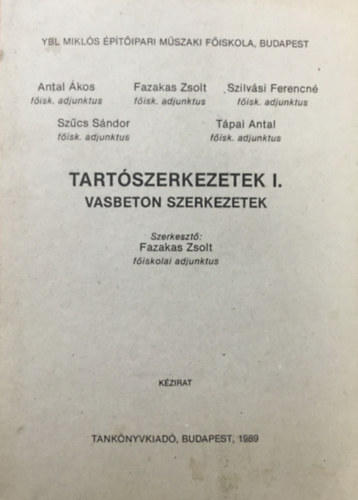 YBL MIKLÓS ÉPÍTŐIPARI MŰSZAKI FŐISKOLA, BUDAPEST
Antal Ákos Fazakas Zsolt Szilvási Ferencné
főisk. adjunktus főisk. adjunktus főisk. adjunktus
Szűcs Sándor Tápai Antal
főisk. adjunktus főisk. adjunktus
TARTÓSZERKEZETEK I.
VASBETON SZERKEZETEK
Szerkesztő:
Fazakas Zsolt
főiskolai adjunktus
KÉZIRAT
TANKÖNYVKIADÓ, BUDAPEST, 1989